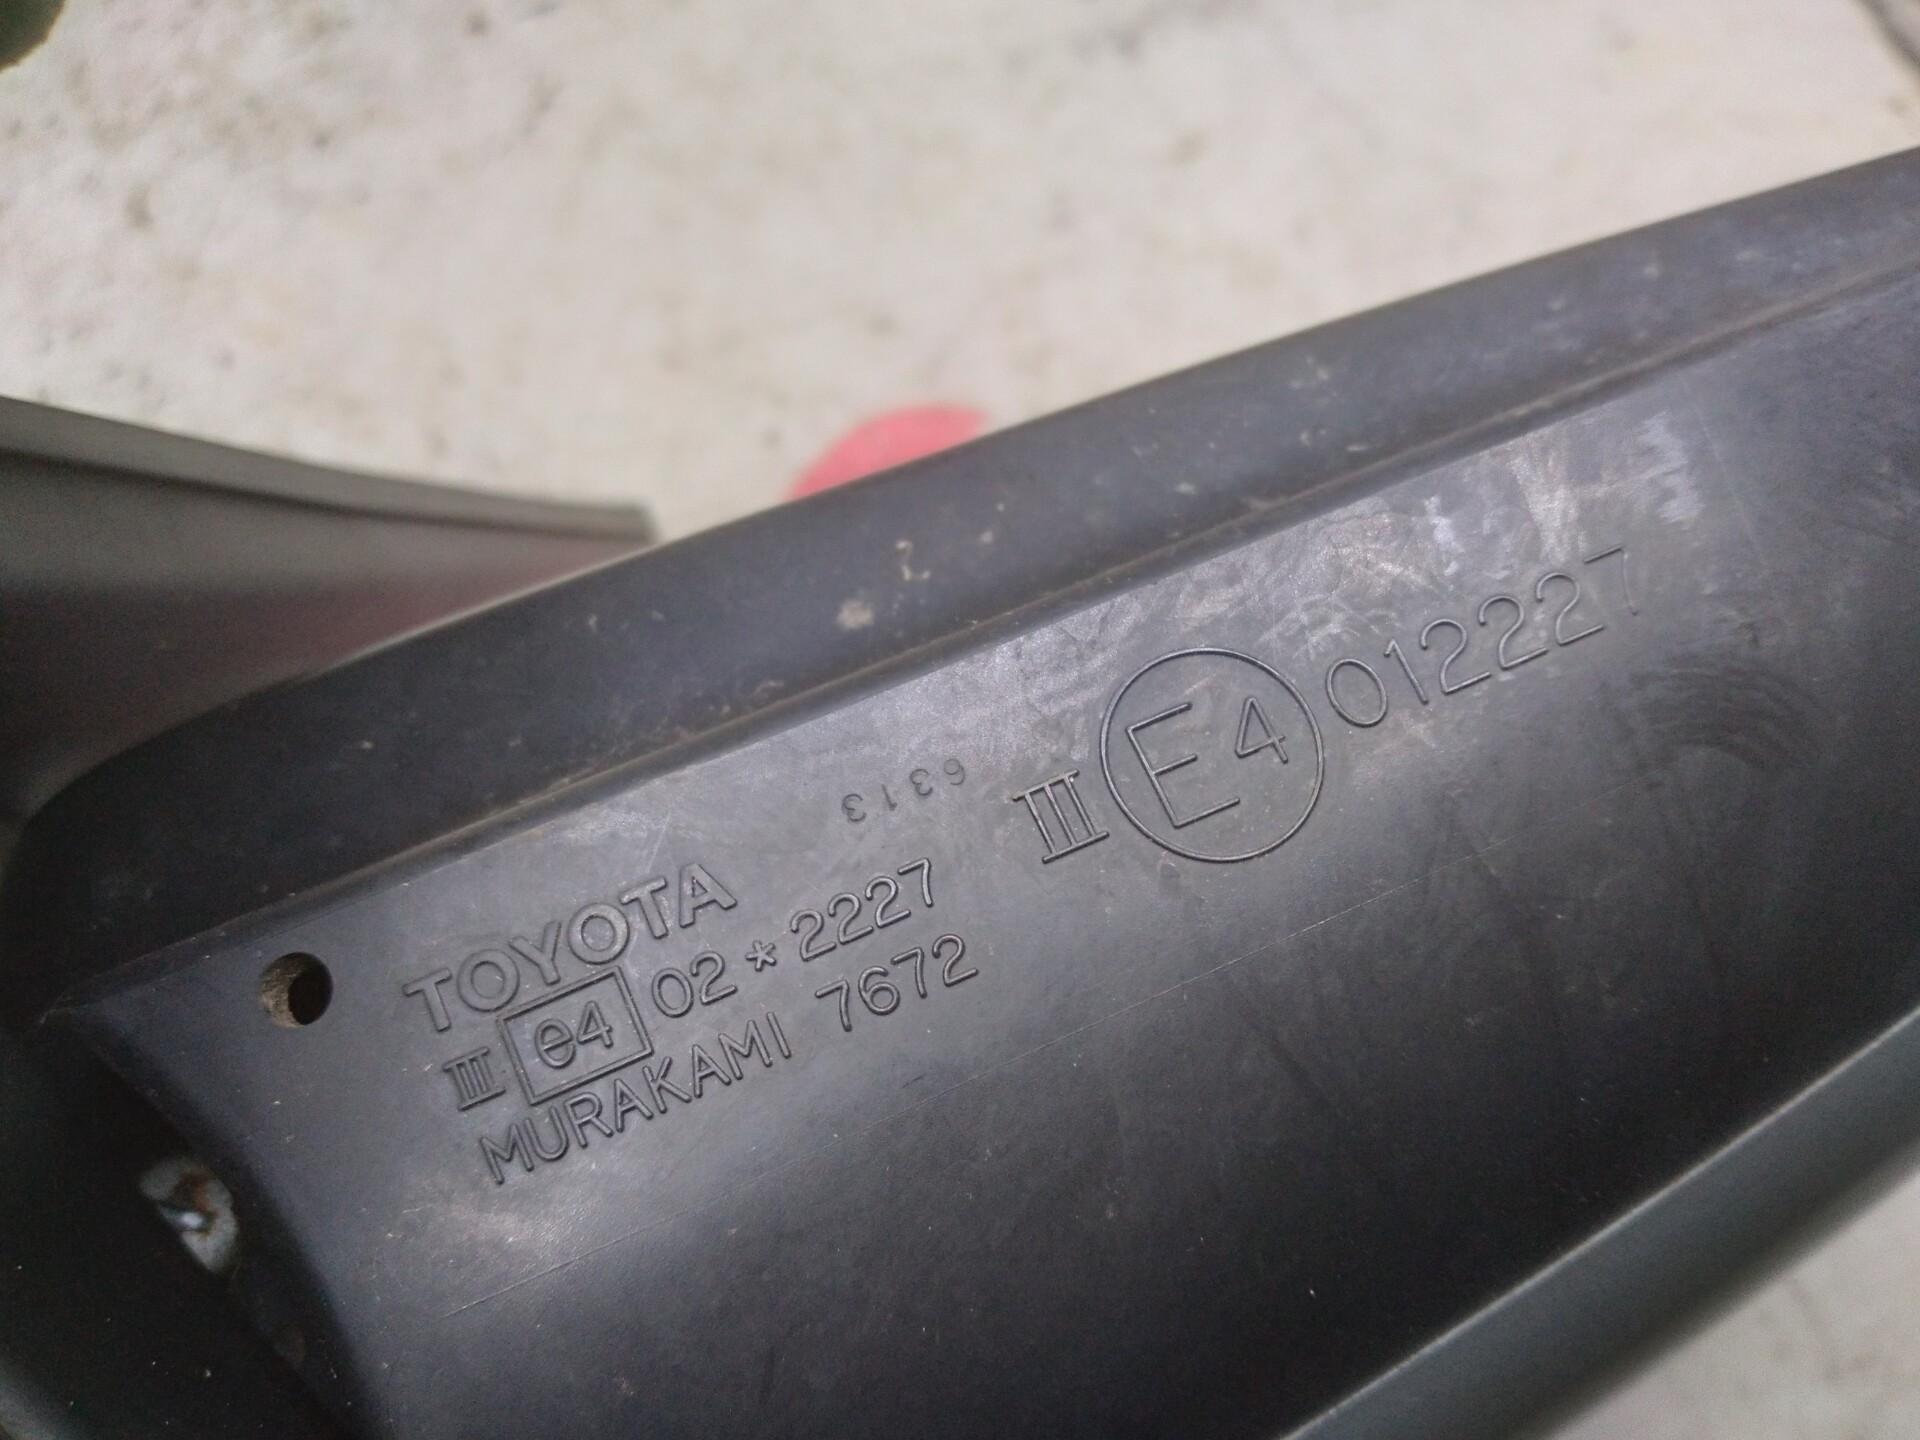 III E4 012227
6313
TOYOTA
III e4 02*2227
MURAKAMI 7672